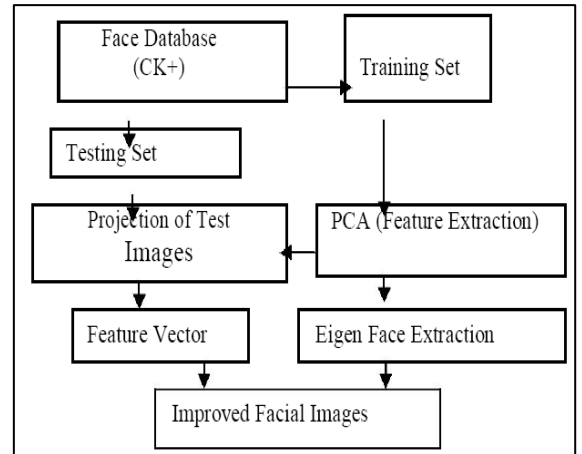 Face Database
(CK+)
Training Set
Testing Set
Projection of Test
Images
PCA (Feature Extraction)
Feature Vector
Eigen Face Extraction
Improved Facial Images